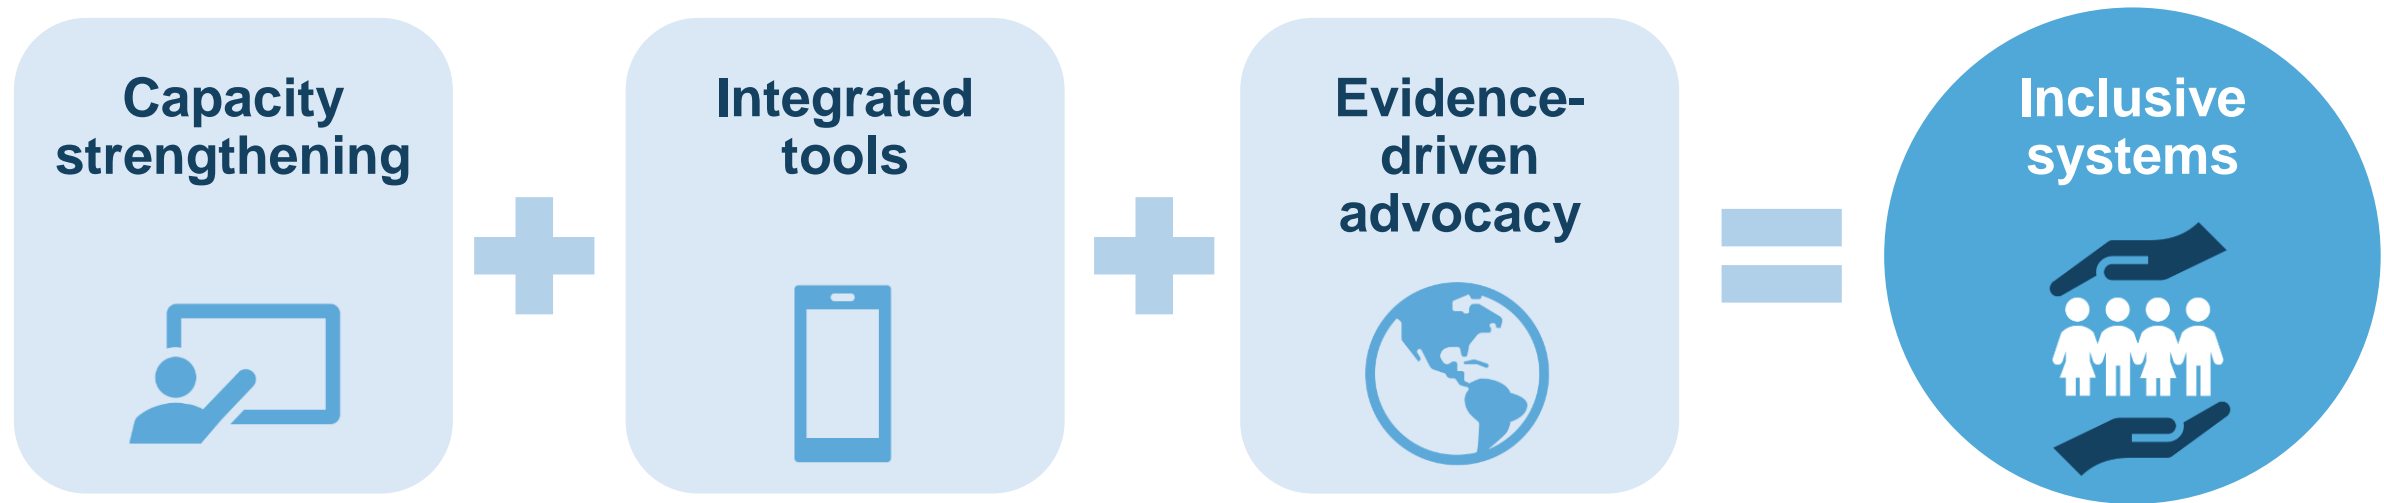 Capacity
strengthening
Integrated
tools
Evidence-
driven
advocacy
Inclusive
systems